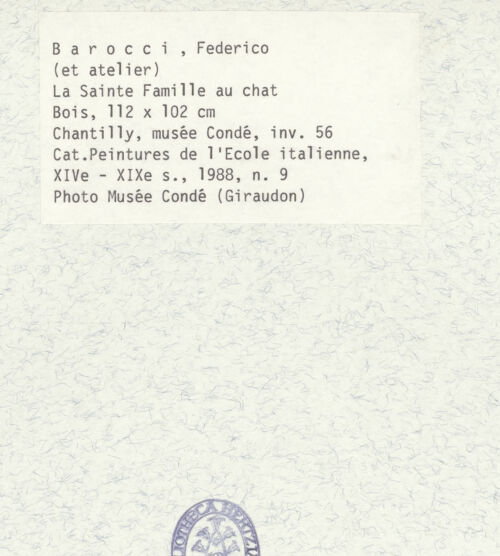 B a r o c c i , Federico
(et atelier)
La Sainte Famille au chat
Bois, 112 x 102 cm
Chantilly, musée Condé, inv. 56
Cat.Peintures de l'Ecole italienne,
XIVe - XIXe s., 1988, n. 9
Photo Musée Condé (Giraudon)